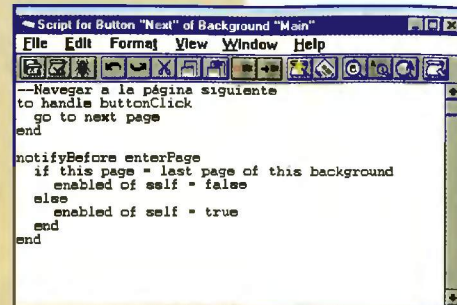 Script for Button "Next" of Background "Main"
File Edit Format View Window Help
--Navegar a la página siguiente
to handle buttonClick
go to next page
end
notifyBefore enterPage
if this page = last page of this background
enabled of self = false
else
enabled of self = true
end
end